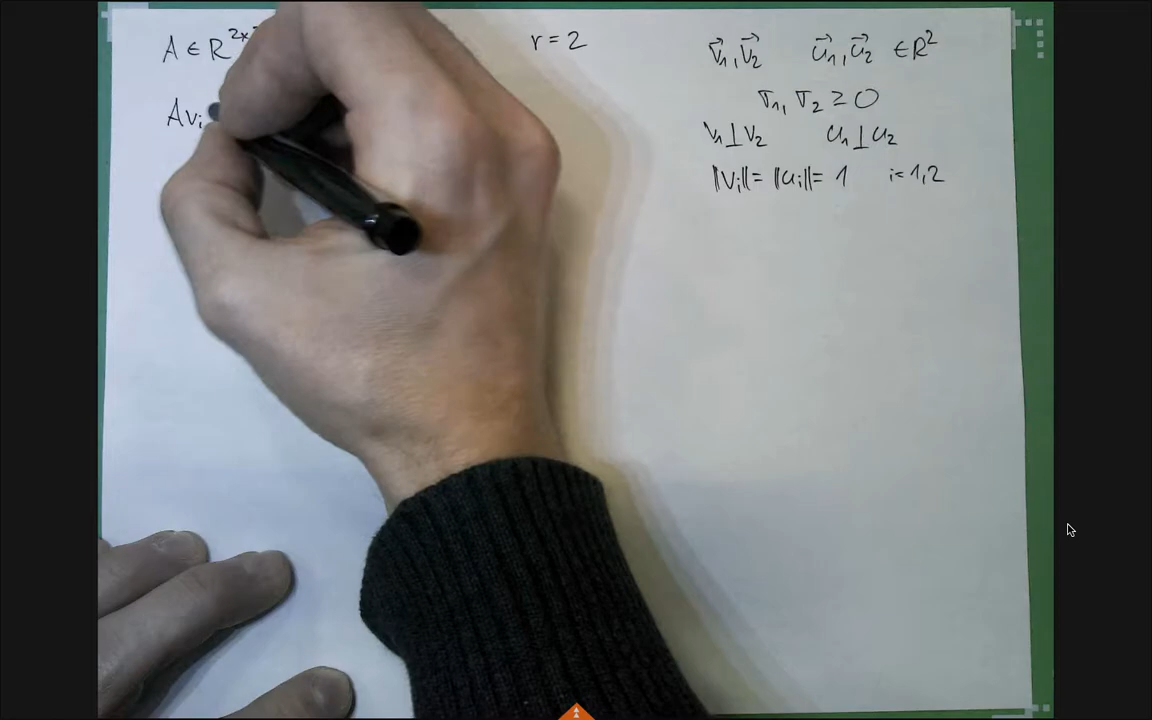 A ∈ R²ˣ r = 2 v⃗₁, v⃗₂ u⃗₁, u⃗₂ ∈ R²
σ₁, σ₂ ≥ 0
Avᵢ
v₁ ⊥ v₂ u₁ ⊥ u₂
‖vᵢ‖ = ‖uᵢ‖ = 1 i = 1,2